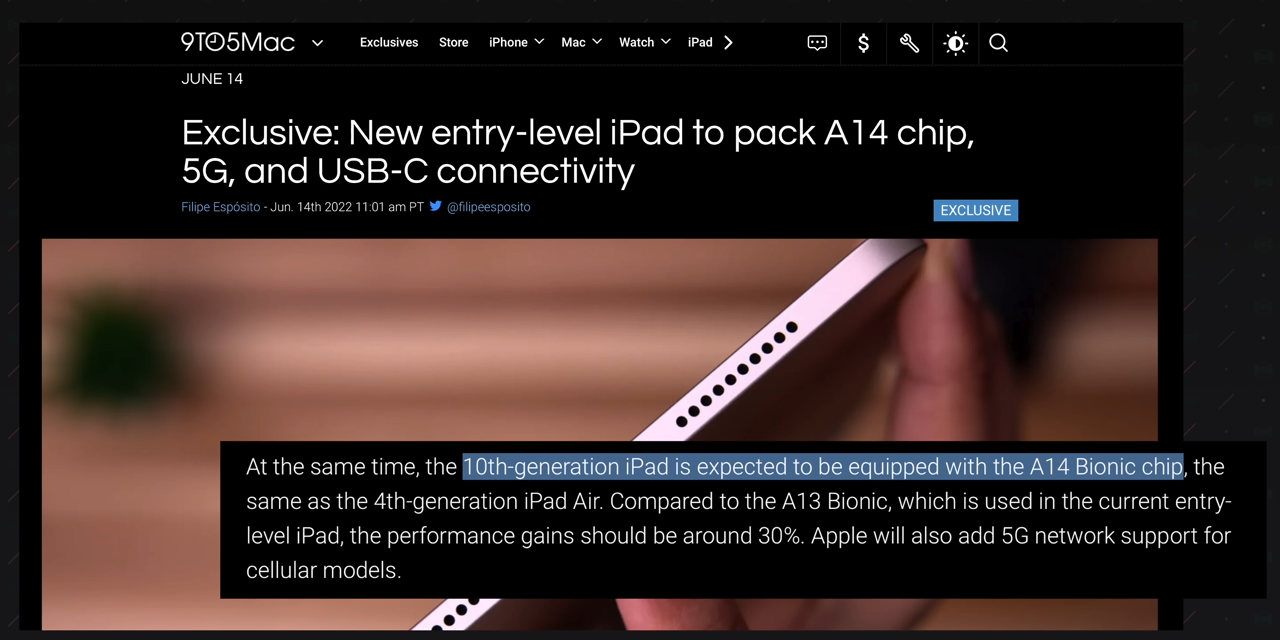 9TO5Mac Exclusives Store iPhone Mac Watch iPad $
JUNE 14
Exclusive: New entry-level iPad to pack A14 chip,
5G, and USB-C connectivity
Filipe Espósito - Jun. 14th 2022 11:01 am PT @filipeesposito
EXCLUSIVE
At the same time, the 10th-generation iPad is expected to be equipped with the A14 Bionic chip, the
same as the 4th-generation iPad Air. Compared to the A13 Bionic, which is used in the current entry-
level iPad, the performance gains should be around 30%. Apple will also add 5G network support for
cellular models.